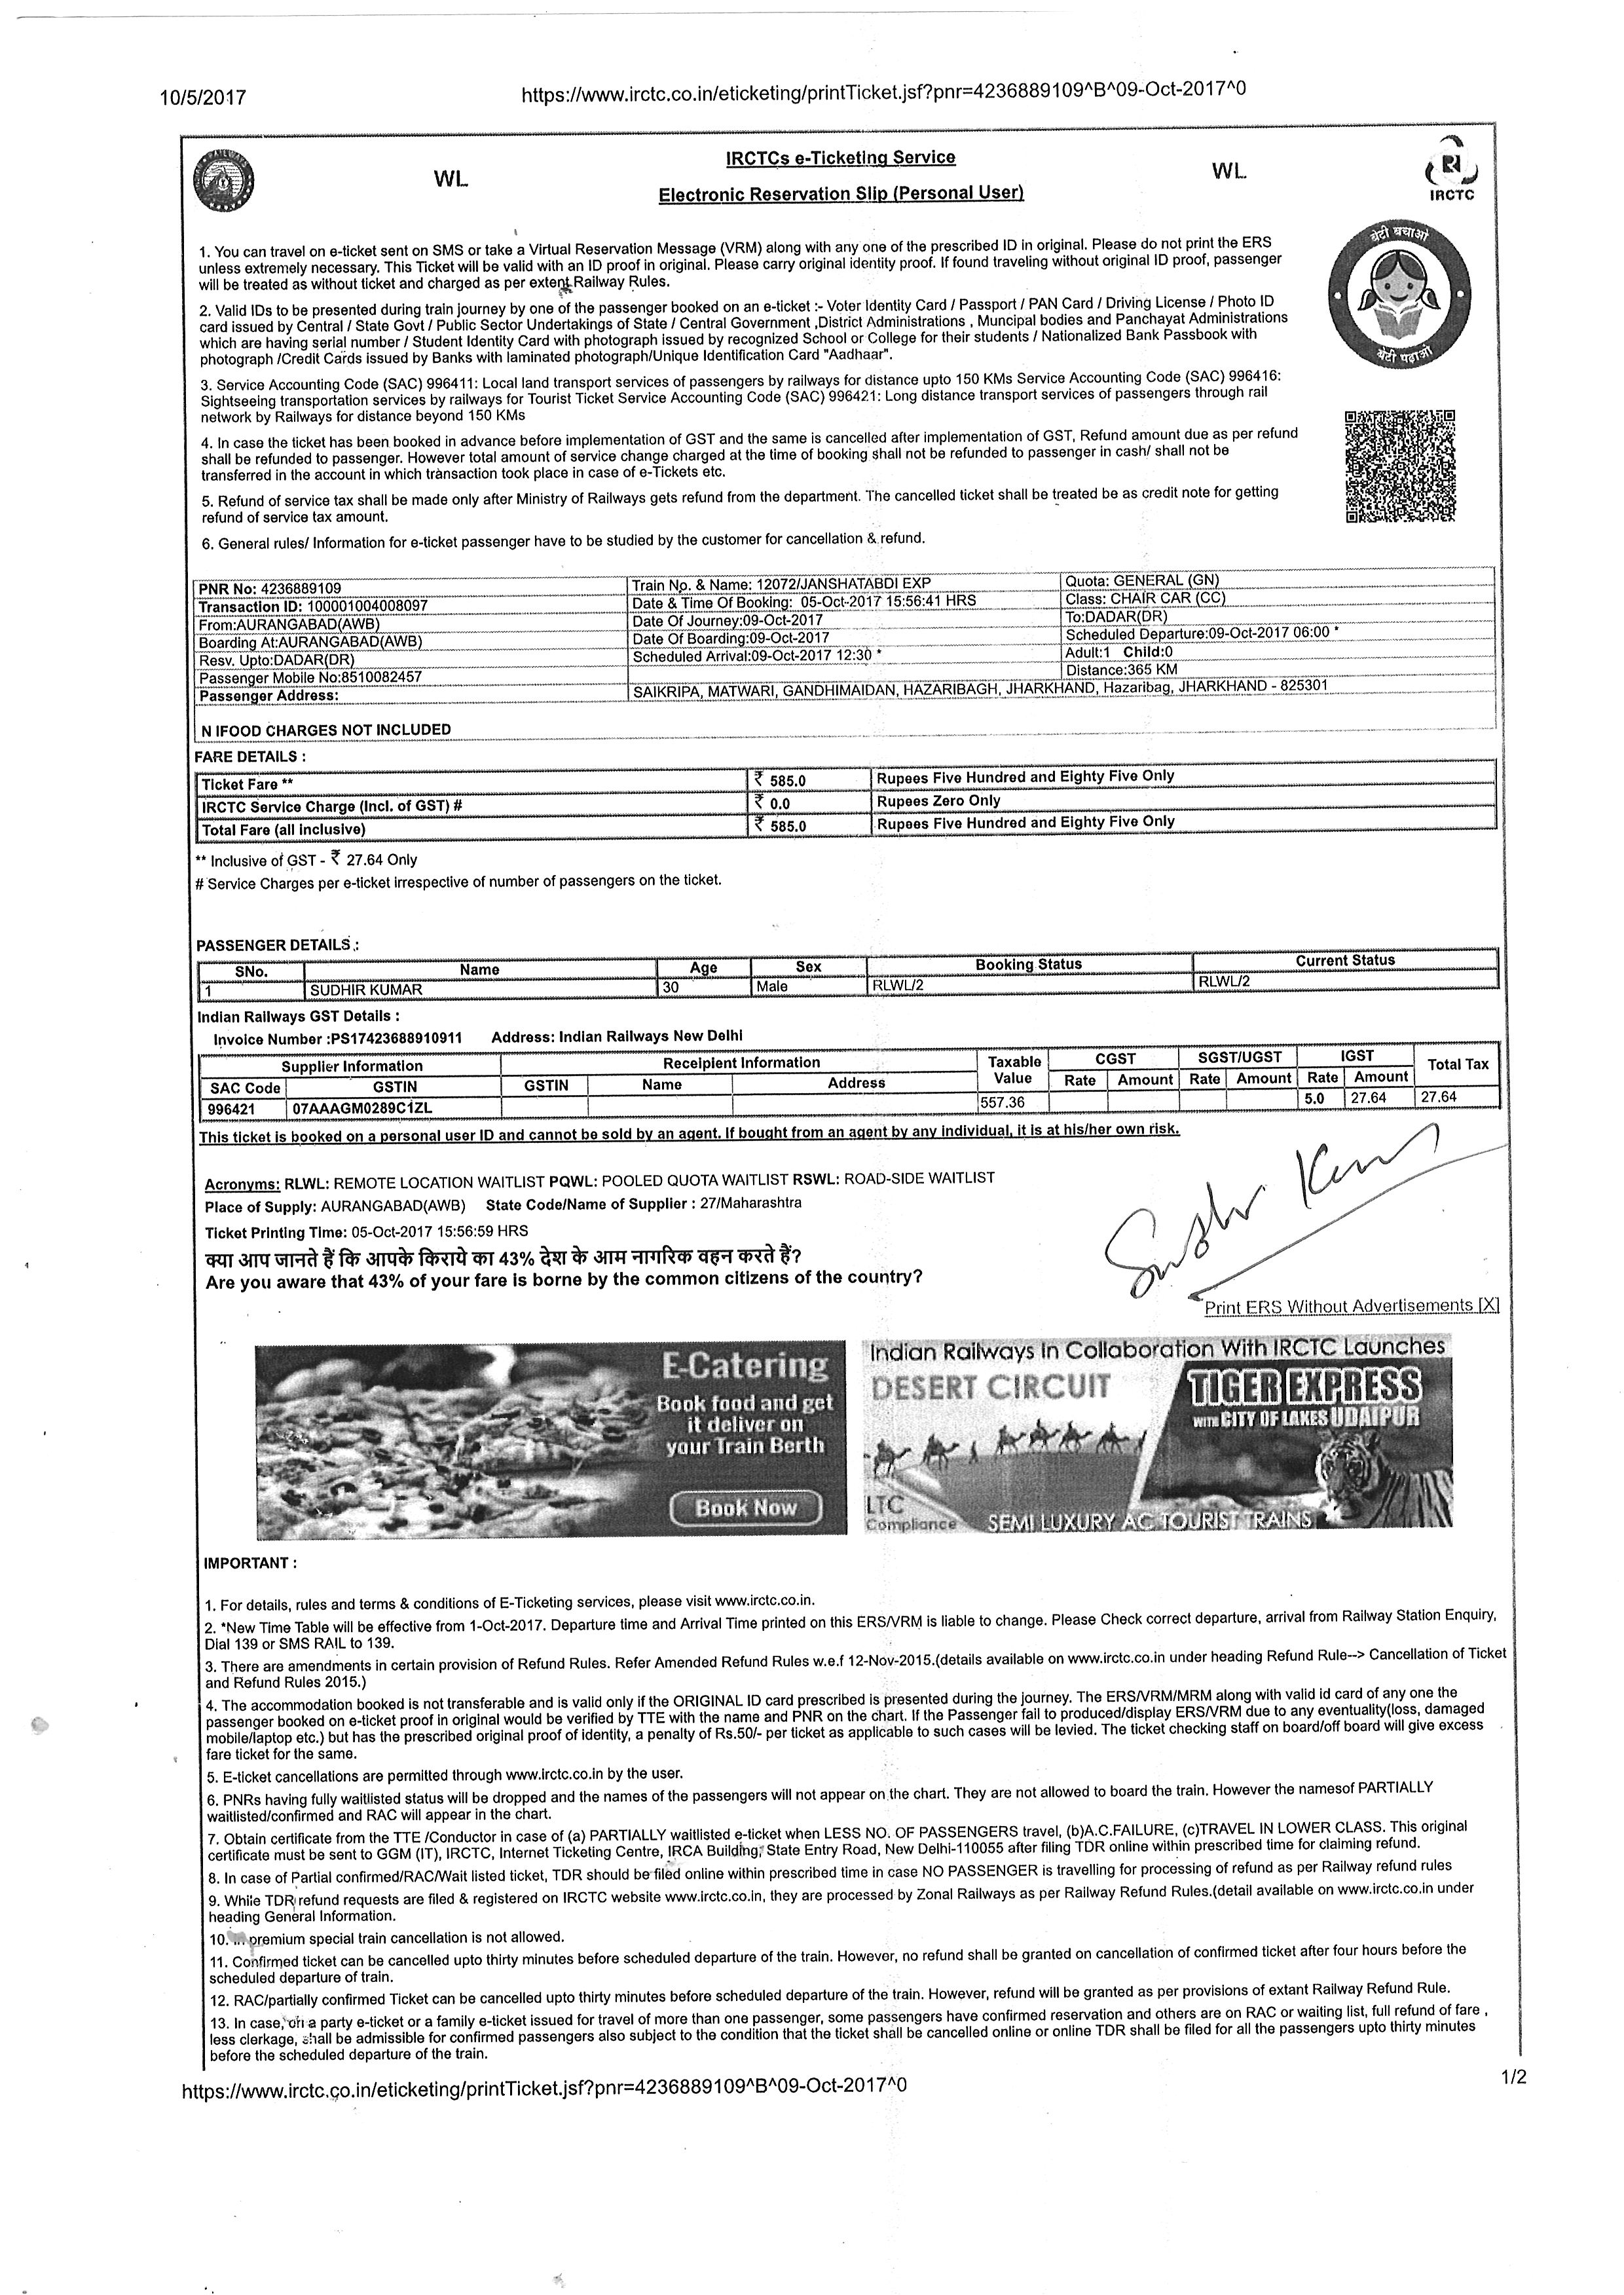 10/5/2017
https://www.irctc.co.in/eticketing/printTicket.jsf?pnr=4236889109^B^09-Oct-2017^0
WL
IRCTCs e-Ticketing Service
WL
IRCTC
Electronic Reservation Slip (Personal User)
1. You can travel on e-ticket sent on SMS or take a Virtual Reservation Message (VRM) along with any one of the prescribed ID in original. Please do not print the ERS
unless extremely necessary. This Ticket will be valid with an ID proof in original. Please carry original identity proof. If found traveling without original ID proof, passenger
will be treated as without ticket and charged as per extent Railway Rules.
बेटी बचाओ
बेटी पढ़ाओ
2. Valid IDs to be presented during train journey by one of the passenger booked on an e-ticket :- Voter Identity Card / Passport / PAN Card / Driving License / Photo ID
card issued by Central / State Govt / Public Sector Undertakings of State / Central Government ,District Administrations , Muncipal bodies and Panchayat Administrations
which are having serial number / Student Identity Card with photograph issued by recognized School or College for their students / Nationalized Bank Passbook with
photograph /Credit Cards issued by Banks with laminated photograph/Unique Identification Card "Aadhaar".
3. Service Accounting Code (SAC) 996411: Local land transport services of passengers by railways for distance upto 150 KMs Service Accounting Code (SAC) 996416:
Sightseeing transportation services by railways for Tourist Ticket Service Accounting Code (SAC) 996421: Long distance transport services of passengers through rail
network by Railways for distance beyond 150 KMs
4. In case the ticket has been booked in advance before implementation of GST and the same is cancelled after implementation of GST, Refund amount due as per refund
shall be refunded to passenger. However total amount of service change charged at the time of booking shall not be refunded to passenger in cash/ shall not be
transferred in the account in which transaction took place in case of e-Tickets etc.
5. Refund of service tax shall be made only after Ministry of Railways gets refund from the department. The cancelled ticket shall be treated be as credit note for getting
refund of service tax amount.
6. General rules/ Information for e-ticket passenger have to be studied by the customer for cancellation & refund.
PNR No: 4236889109 Train No. & Name: 12072/JANSHATABDI EXP Quota: GENERAL (GN)
Transaction ID: 100001004008097 Date & Time Of Booking: 05-Oct-2017 15:56:41 HRS Class: CHAIR CAR (CC)
From:AURANGABAD(AWB) Date Of Journey:09-Oct-2017 To:DADAR(DR)
Boarding At:AURANGABAD(AWB) Date Of Boarding:09-Oct-2017 Scheduled Departure:09-Oct-2017 06:00 *
Resv. Upto:DADAR(DR) Scheduled Arrival:09-Oct-2017 12:30 * Adult:1 Child:0
Passenger Mobile No:8510082457 Distance:365 KM
Passenger Address: SAIKRIPA, MATWARI, GANDHIMAIDAN, HAZARIBAGH, JHARKHAND, Hazaribag, JHARKHAND - 825301
N IFOOD CHARGES NOT INCLUDED
FARE DETAILS :
Ticket Fare ** ₹ 585.0 Rupees Five Hundred and Eighty Five Only
IRCTC Service Charge (Incl. of GST) # ₹ 0.0 Rupees Zero Only
Total Fare (all inclusive) ₹ 585.0 Rupees Five Hundred and Eighty Five Only
** Inclusive of GST - ₹ 27.64 Only
# Service Charges per e-ticket irrespective of number of passengers on the ticket.
PASSENGER DETAILS :
SNo. Name Age Sex Booking Status Current Status
1 SUDHIR KUMAR 30 Male RLWL/2 RLWL/2
Indian Railways GST Details :
Invoice Number :PS17423688910911 Address: Indian Railways New Delhi
Supplier Information Receipient Information Taxable Value CGST SGST/UGST IGST Total Tax
SAC Code GSTIN GSTIN Name Address Rate Amount Rate Amount Rate Amount
996421 07AAAGM0289C1ZL 557.36 5.0 27.64 27.64
This ticket is booked on a personal user ID and cannot be sold by an agent. If bought from an agent by any individual, it is at his/her own risk.
Acronyms: RLWL: REMOTE LOCATION WAITLIST PQWL: POOLED QUOTA WAITLIST RSWL: ROAD-SIDE WAITLIST
Place of Supply: AURANGABAD(AWB) State Code/Name of Supplier : 27/Maharashtra
Ticket Printing Time: 05-Oct-2017 15:56:59 HRS
क्या आप जानते हैं कि आपके किराये का 43% देश के आम नागरिक वहन करते हैं?
Are you aware that 43% of your fare is borne by the common citizens of the country?
Sudhir Kumar
Print ERS Without Advertisements [X]
E-Catering
Book food and get
it deliver on
your Train Berth
Book Now
Indian Railways In Collaboration With IRCTC Launches
DESERT CIRCUIT
TIGER EXPRESS
WITH CITY OF LAKES UDAIPUR
LTC
Compliance
SEMI LUXURY AC TOURIST TRAINS
IMPORTANT :
1. For details, rules and terms & conditions of E-Ticketing services, please visit www.irctc.co.in.
2. *New Time Table will be effective from 1-Oct-2017. Departure time and Arrival Time printed on this ERS/VRM is liable to change. Please Check correct departure, arrival from Railway Station Enquiry,
Dial 139 or SMS RAIL to 139.
3. There are amendments in certain provision of Refund Rules. Refer Amended Refund Rules w.e.f 12-Nov-2015.(details available on www.irctc.co.in under heading Refund Rule--> Cancellation of Ticket
and Refund Rules 2015.)
4. The accommodation booked is not transferable and is valid only if the ORIGINAL ID card prescribed is presented during the journey. The ERS/VRM/MRM along with valid id card of any one the
passenger booked on e-ticket proof in original would be verified by TTE with the name and PNR on the chart. If the Passenger fail to produced/display ERS/VRM due to any eventuality(loss, damaged
mobile/laptop etc.) but has the prescribed original proof of identity, a penalty of Rs.50/- per ticket as applicable to such cases will be levied. The ticket checking staff on board/off board will give excess
fare ticket for the same.
5. E-ticket cancellations are permitted through www.irctc.co.in by the user.
6. PNRs having fully waitlisted status will be dropped and the names of the passengers will not appear on the chart. They are not allowed to board the train. However the namesof PARTIALLY
waitlisted/confirmed and RAC will appear in the chart.
7. Obtain certificate from the TTE /Conductor in case of (a) PARTIALLY waitlisted e-ticket when LESS NO. OF PASSENGERS travel, (b)A.C.FAILURE, (c)TRAVEL IN LOWER CLASS. This original
certificate must be sent to GGM (IT), IRCTC, Internet Ticketing Centre, IRCA Building, State Entry Road, New Delhi-110055 after filing TDR online within prescribed time for claiming refund.
8. In case of Partial confirmed/RAC/Wait listed ticket, TDR should be filed online within prescribed time in case NO PASSENGER is travelling for processing of refund as per Railway refund rules
9. While TDR refund requests are filed & registered on IRCTC website www.irctc.co.in, they are processed by Zonal Railways as per Railway Refund Rules.(detail available on www.irctc.co.in under
heading General Information.
10. In premium special train cancellation is not allowed.
11. Confirmed ticket can be cancelled upto thirty minutes before scheduled departure of the train. However, no refund shall be granted on cancellation of confirmed ticket after four hours before the
scheduled departure of train.
12. RAC/partially confirmed Ticket can be cancelled upto thirty minutes before scheduled departure of the train. However, refund will be granted as per provisions of extant Railway Refund Rule.
13. In case, on a party e-ticket or a family e-ticket issued for travel of more than one passenger, some passengers have confirmed reservation and others are on RAC or waiting list, full refund of fare ,
less clerkage, shall be admissible for confirmed passengers also subject to the condition that the ticket shall be cancelled online or online TDR shall be filed for all the passengers upto thirty minutes
before the scheduled departure of the train.
https://www.irctc.co.in/eticketing/printTicket.jsf?pnr=4236889109^B^09-Oct-2017^0
1/2